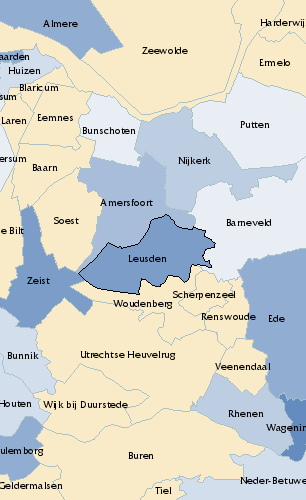 Almere
Harderwij
Zeewolde
aarden
Ermelo
Huizen
Blaricum
sum
Laren
Eemnes
Bunschoten
Putten
ersum
Baarn
Nijkerk
Amersfoort
Soest
Barneveld
e Bilt
Leusden
Zeist
Scherpenzeel
Woudenberg
Renswoude
Ede
Bunnik
Utrechtse Heuvelrug
Veenendaal
Houten
Wijk bij Duurstede
Rhenen
Wagenin
ulemborg
Buren
Geldermalsen
Tiel
Neder-Betuwe